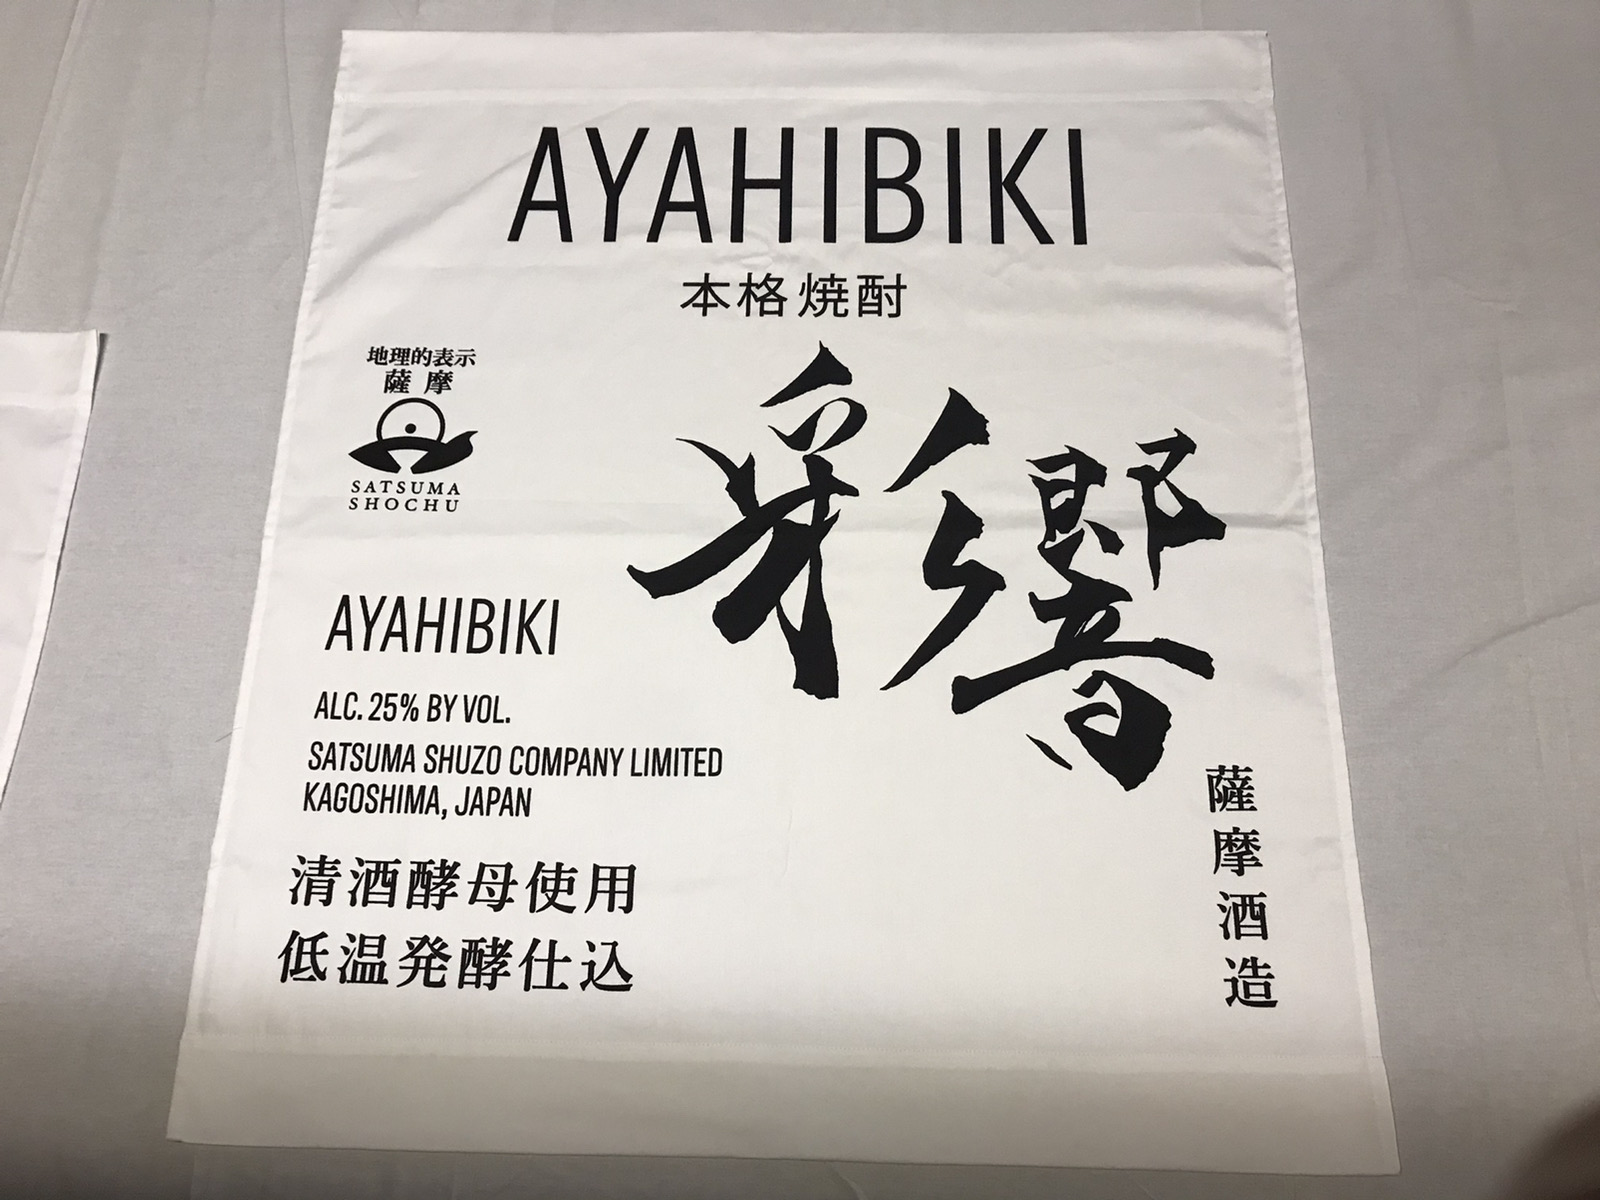 AYAHIBIKI
本格焼酎
地理的表示
薩摩
SATSUMA
SHOCHU
彩響
AYAHIBIKI
ALC. 25% BY VOL.
SATSUMA SHUZO COMPANY LIMITED
KAGOSHIMA, JAPAN
清酒酵母使用
低温発酵仕込
薩摩酒造